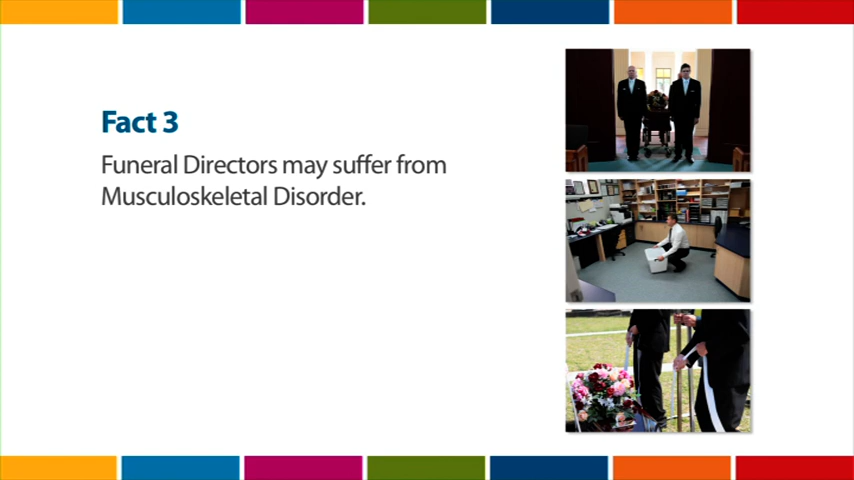 Fact 3
Funeral Directors may suffer from
Musculoskeletal Disorder.